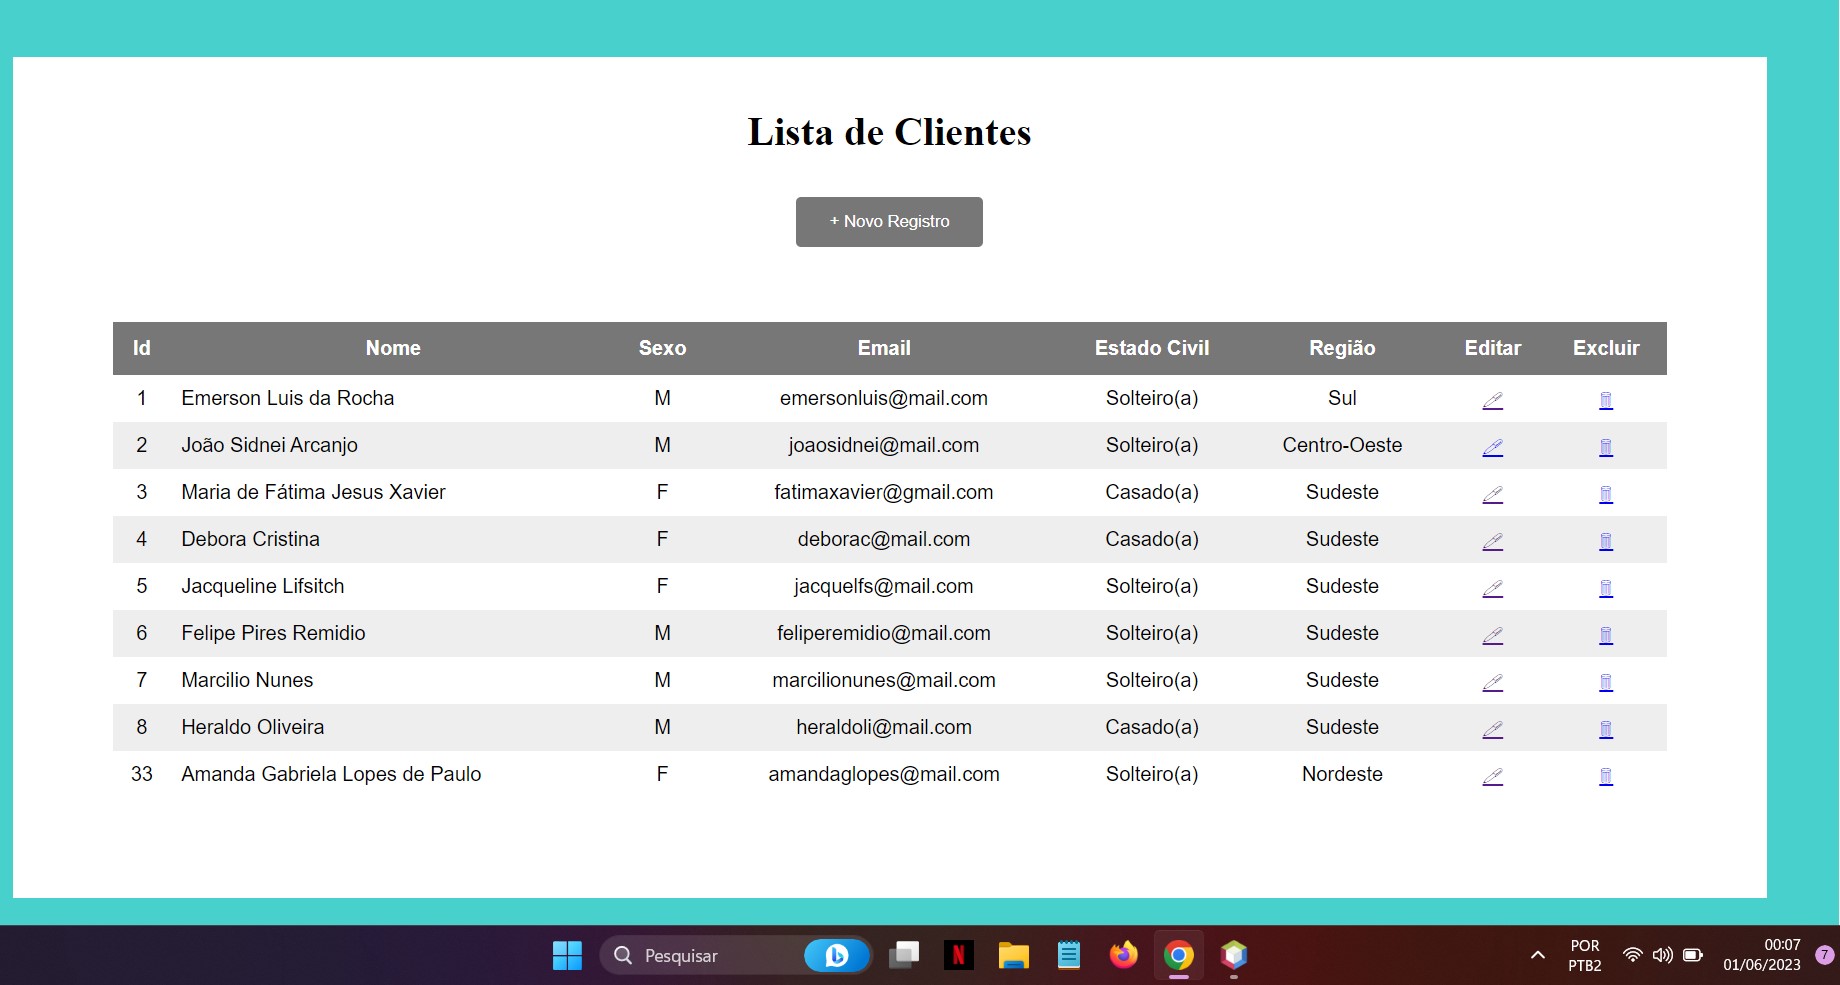 Lista de Clientes
+ Novo Registro
Id Nome Sexo Email Estado Civil Região Editar Excluir
1 Emerson Luis da Rocha M emersonluis@mail.com Solteiro(a) Sul
2 João Sidnei Arcanjo M joaosidnei@mail.com Solteiro(a) Centro-Oeste
3 Maria de Fátima Jesus Xavier F fatimaxavier@gmail.com Casado(a) Sudeste
4 Debora Cristina F deborac@mail.com Casado(a) Sudeste
5 Jacqueline Lifsitch F jacquelfs@mail.com Solteiro(a) Sudeste
6 Felipe Pires Remidio M feliperemidio@mail.com Solteiro(a) Sudeste
7 Marcilio Nunes M marcilionunes@mail.com Solteiro(a) Sudeste
8 Heraldo Oliveira M heraldoli@mail.com Casado(a) Sudeste
33 Amanda Gabriela Lopes de Paulo F amandaglopes@mail.com Solteiro(a) Nordeste
Pesquisar N POR 00:07 7
PTB2 01/06/2023